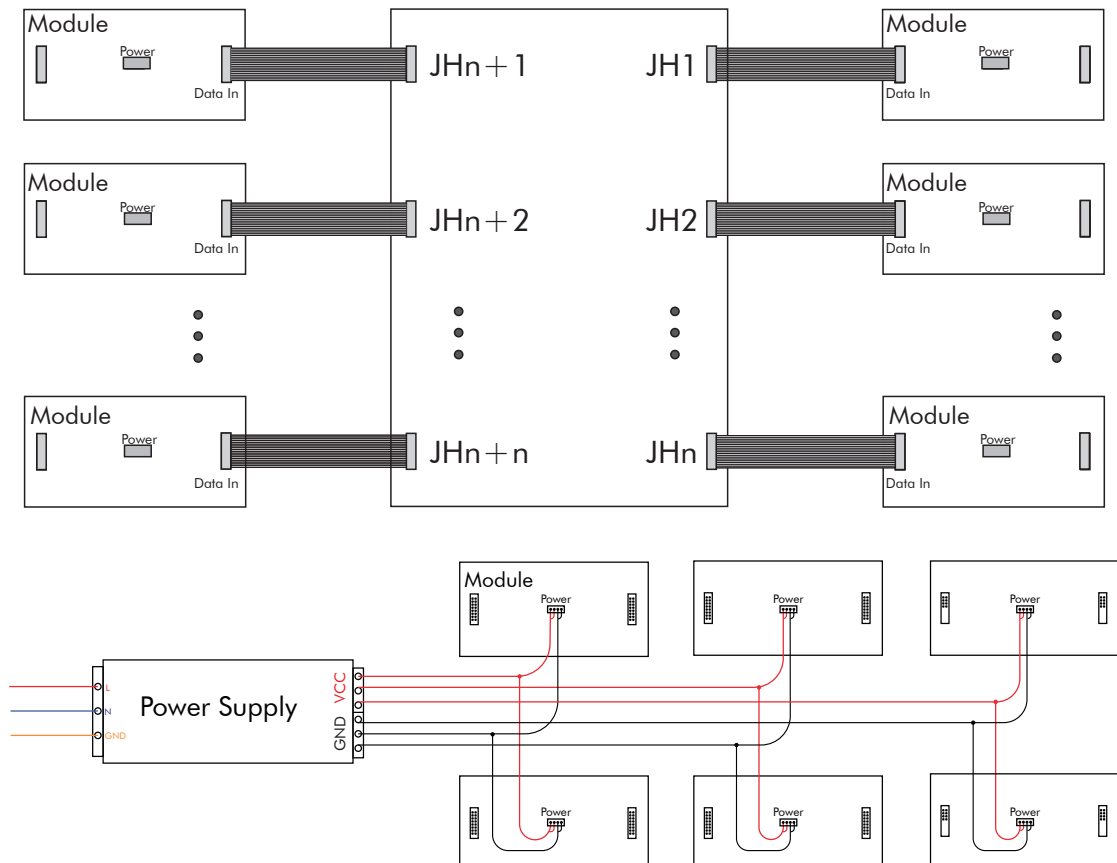 Module
Power
Data In
JHn+1
JH1
Module
Power
Data In
Module
Power
Data In
JHn+2
JH2
Module
Power
Data In
Module
Power
Data In
JHn+n
JHn
Module
Power
Data In
Module
Power
Power
Power
Power Supply
L
N
GND
VCC
GND
Power
Power
Power